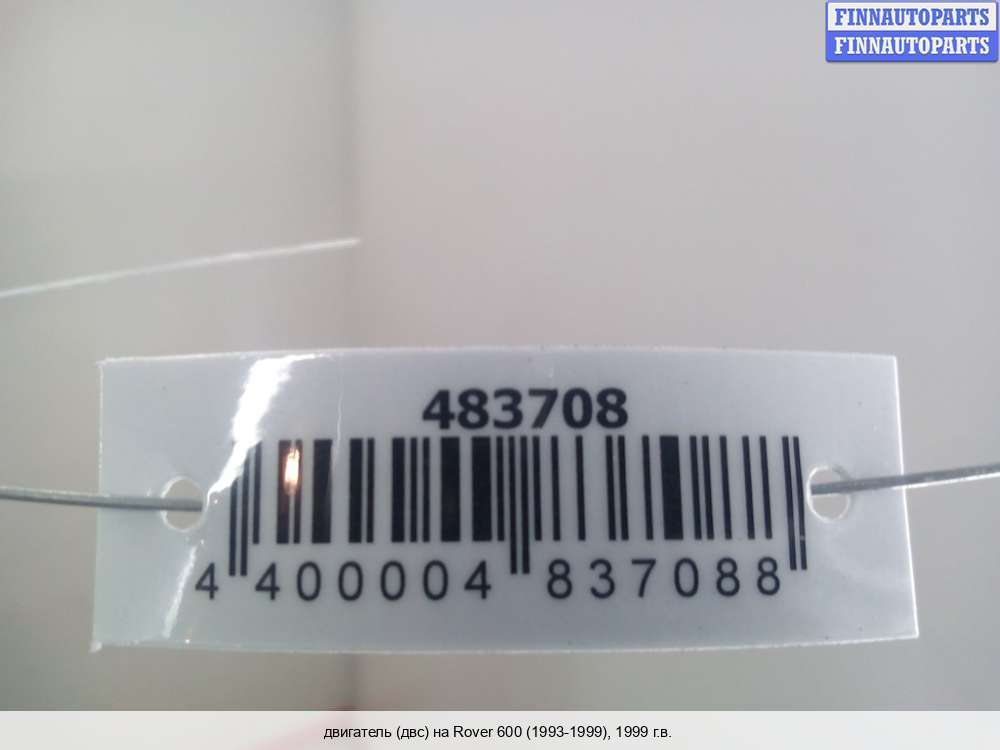 FINNAUTOPARTS
FINNAUTOPARTS
483708
4 400004 837088
двигатель (двс) на Rover 600 (1993-1999), 1999 г.в.